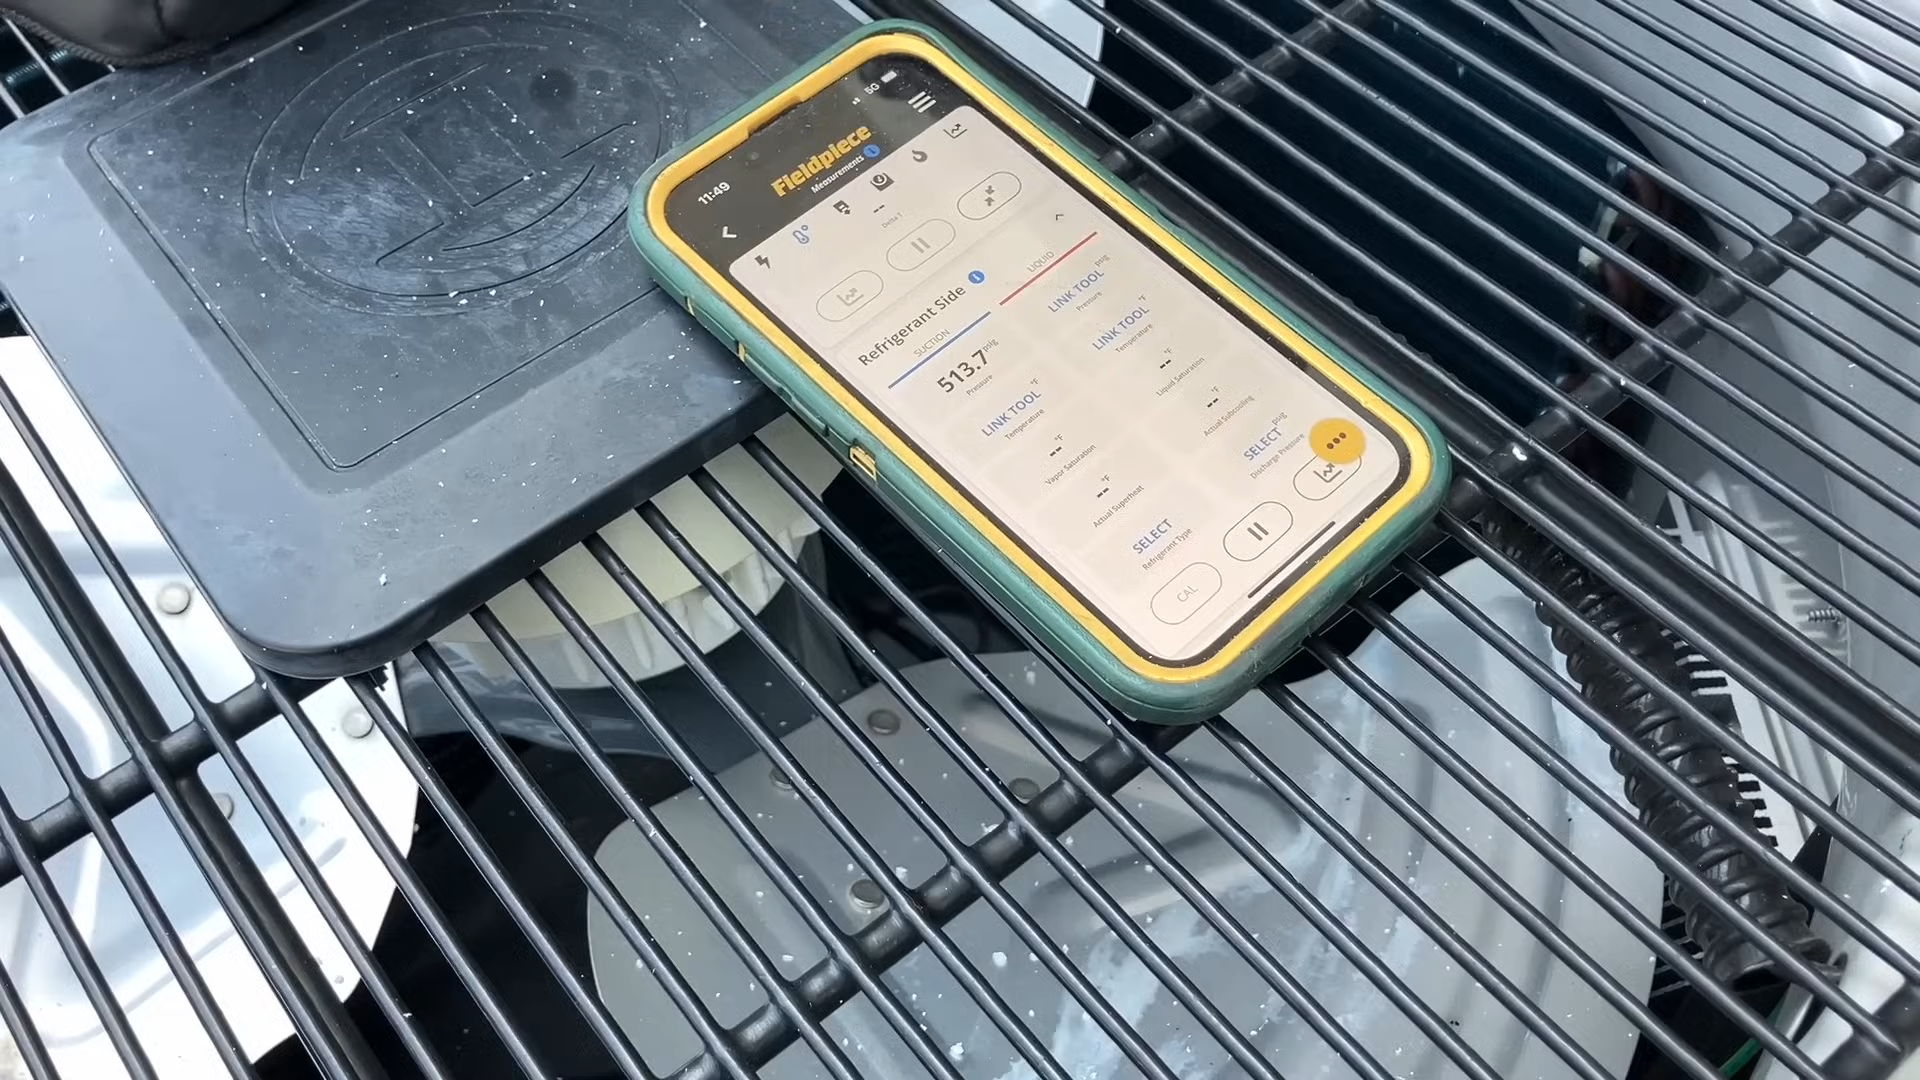 11:49
5G
Fieldpiece
Measurements
--
Delta T
Refrigerant Side
SUCTION
LIQUID
513.7 psig
Pressure
LINK TOOL psig
Pressure
LINK TOOL °F
Temperature
LINK TOOL °F
Temperature
-- °F
Vapor Saturation
-- °F
Liquid Saturation
-- °F
Actual Superheat
-- °F
Actual Subcooling
SELECT
Refrigerant Type
SELECT psig
Discharge Pressure
CAL